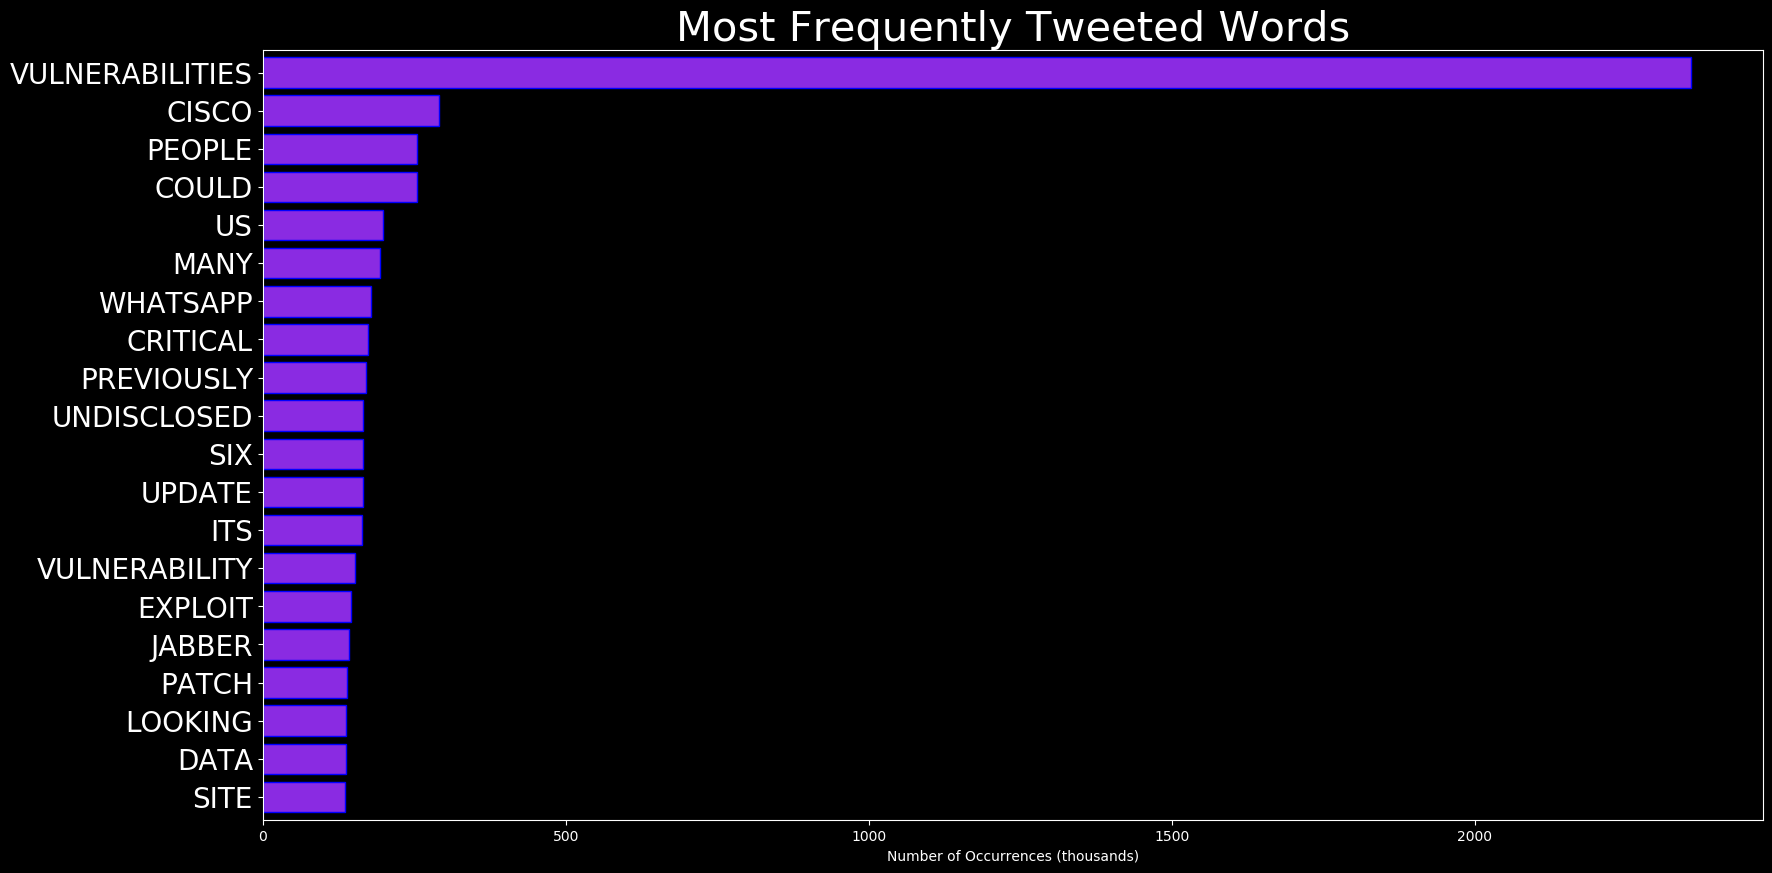 Most Frequently Tweeted Words
VULNERABILITIES
CISCO
PEOPLE
COULD
US
MANY
WHATSAPP
CRITICAL
PREVIOUSLY
UNDISCLOSED
SIX
UPDATE
ITS
VULNERABILITY
EXPLOIT
JABBER
PATCH
LOOKING
DATA
SITE
0 500 1000 1500 2000
Number of Occurrences (thousands)